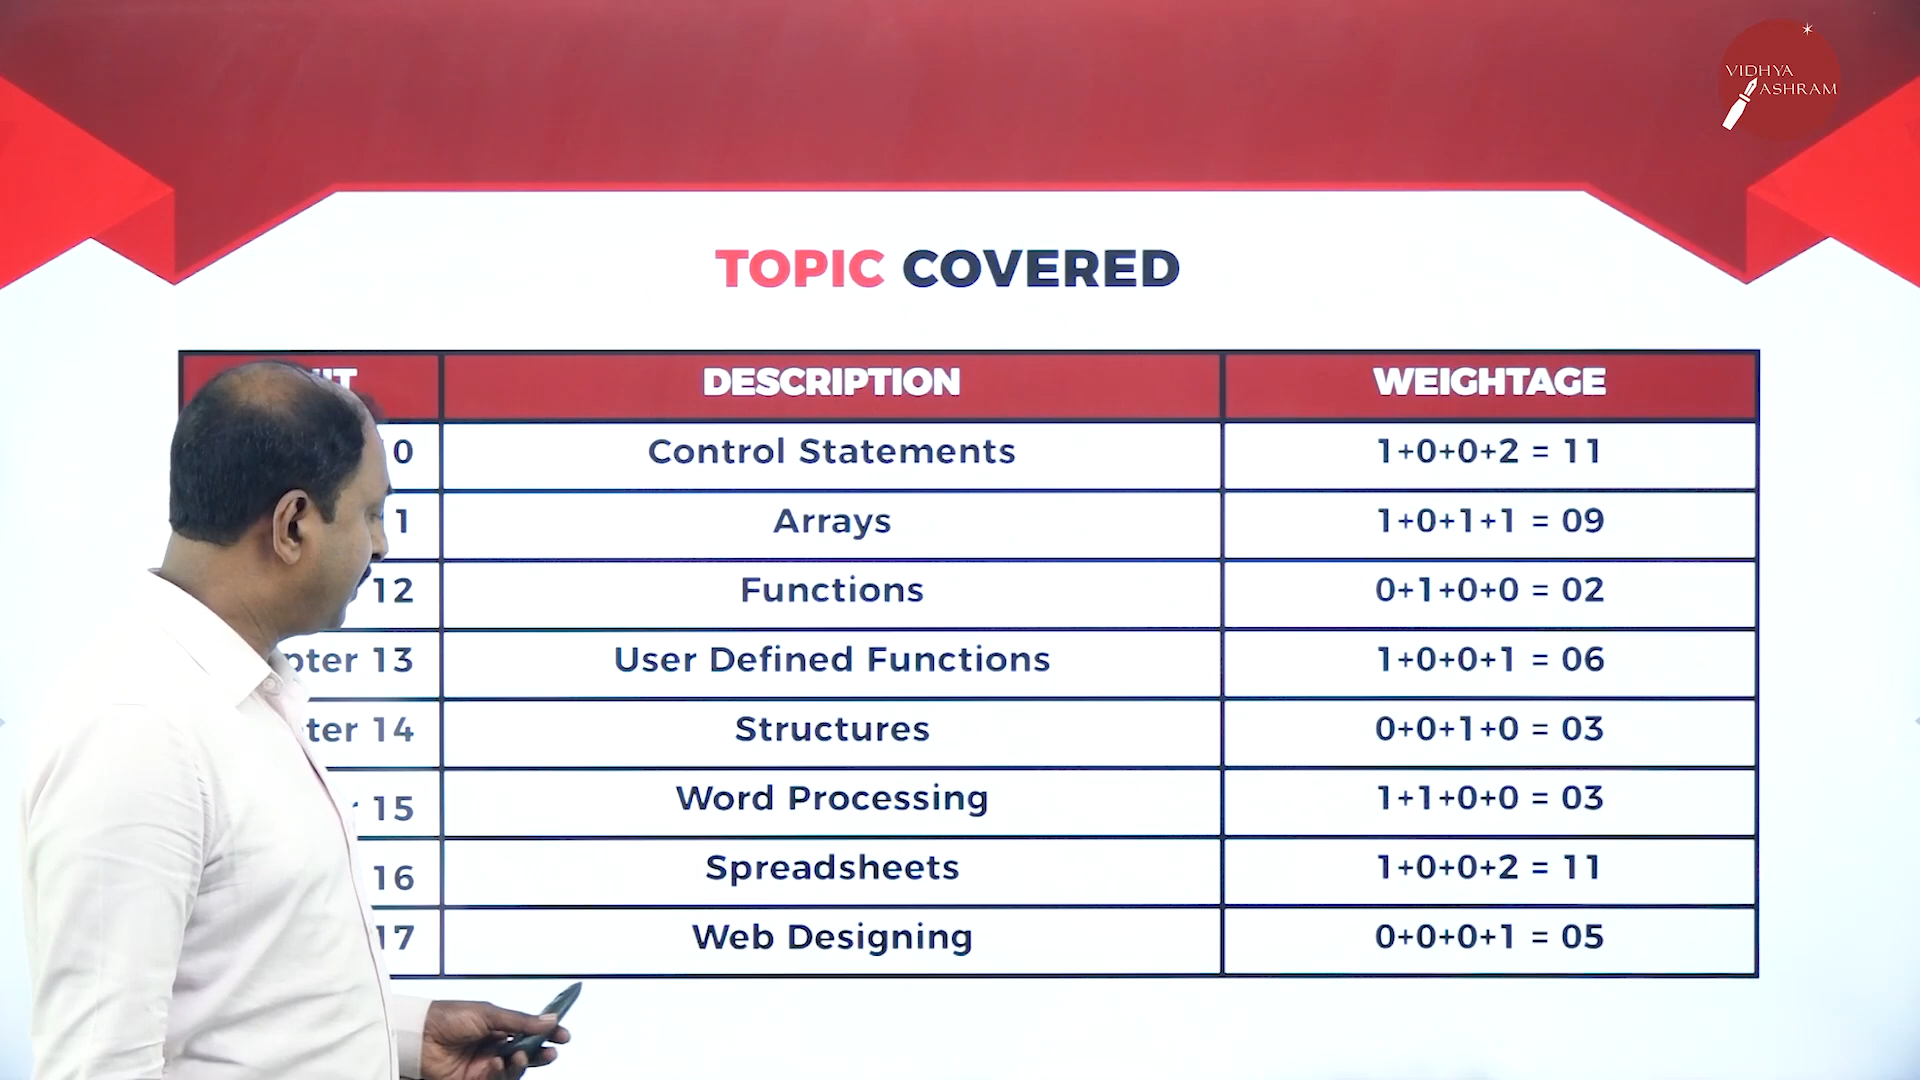 VIDHYA
ASHRAM
TOPIC COVERED
DESCRIPTION WEIGHTAGE
0 Control Statements 1+0+0+2 = 11
1 Arrays 1+0+1+1 = 09
12 Functions 0+1+0+0 = 02
pter 13 User Defined Functions 1+0+0+1 = 06
ter 14 Structures 0+0+1+0 = 03
15 Word Processing 1+1+0+0 = 03
16 Spreadsheets 1+0+0+2 = 11
17 Web Designing 0+0+0+1 = 05